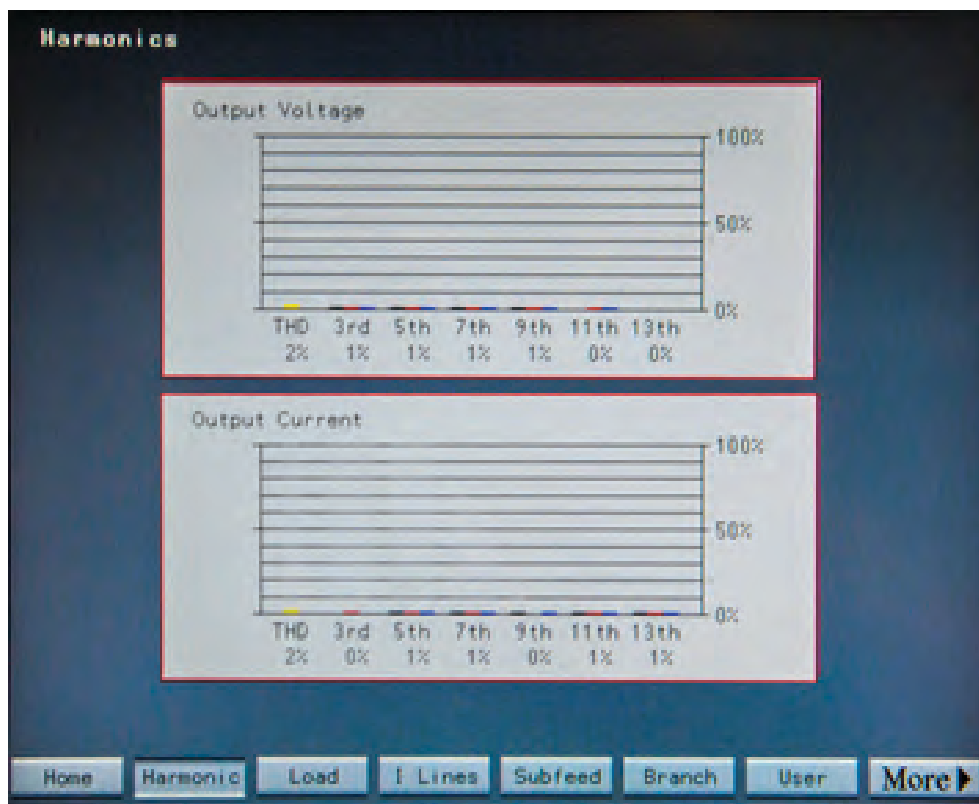 Harmonics
Output Voltage
100%
50%
0%
THD 3rd 5th 7th 9th 11th 13th
2% 1% 1% 1% 1% 0% 0%
Output Current
100%
50%
0%
THD 3rd 5th 7th 9th 11th 13th
2% 0% 1% 1% 0% 1% 1%
Home Harmonic Load I Lines Subfeed Branch User More